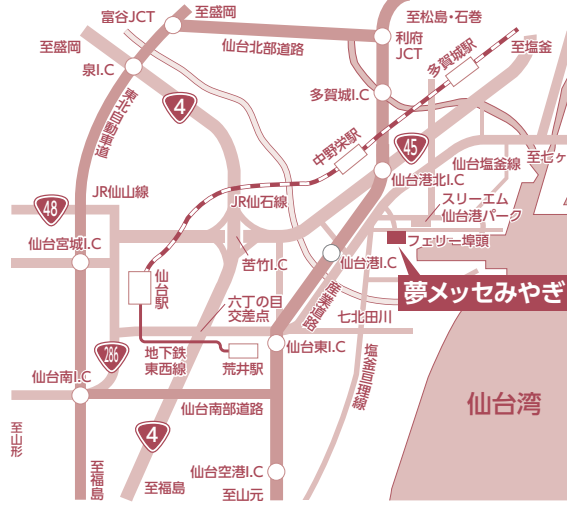 至盛岡
富谷JCT
至松島・石巻
仙台北部道路
利府
JCT
至盛岡
至塩釜
泉I.C
多賀城駅
多賀城I.C
4
東北自動車道
45
中野栄駅
仙台塩釜線
至七ヶ
仙台港北I.C
JR仙山線
JR仙石線
スリーエム
仙台港パーク
48
フェリー埠頭
仙台宮城I.C
苦竹I.C
仙台港I.C
仙台駅
夢メッセみやぎ
産業道路
六丁の目
交差点
七北田川
286
地下鉄
東西線
荒井駅
仙台東I.C
塩釜亘理線
仙台南I.C
仙台南部道路
仙台湾
至山形
4
至福島
至福島
仙台空港I.C
至山元